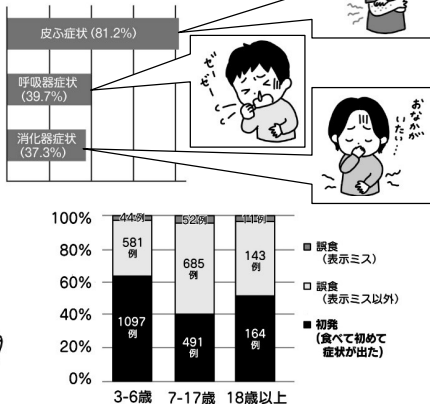 皮ふ症状(81.2%)
呼吸器症状
(39.7%)
消化器症状
(37.3%)
ゼーゼー
おなかが
いたい…
100%
80%
60%
40%
20%
0%
44例
581
例
1097
例
52例
685
例
491
例
11例
143
例
164
例
3-6歳
7-17歳
18歳以上
誤食
(表示ミス)
誤食
(表示ミス以外)
初発
(食べて初めて
症状が出た)